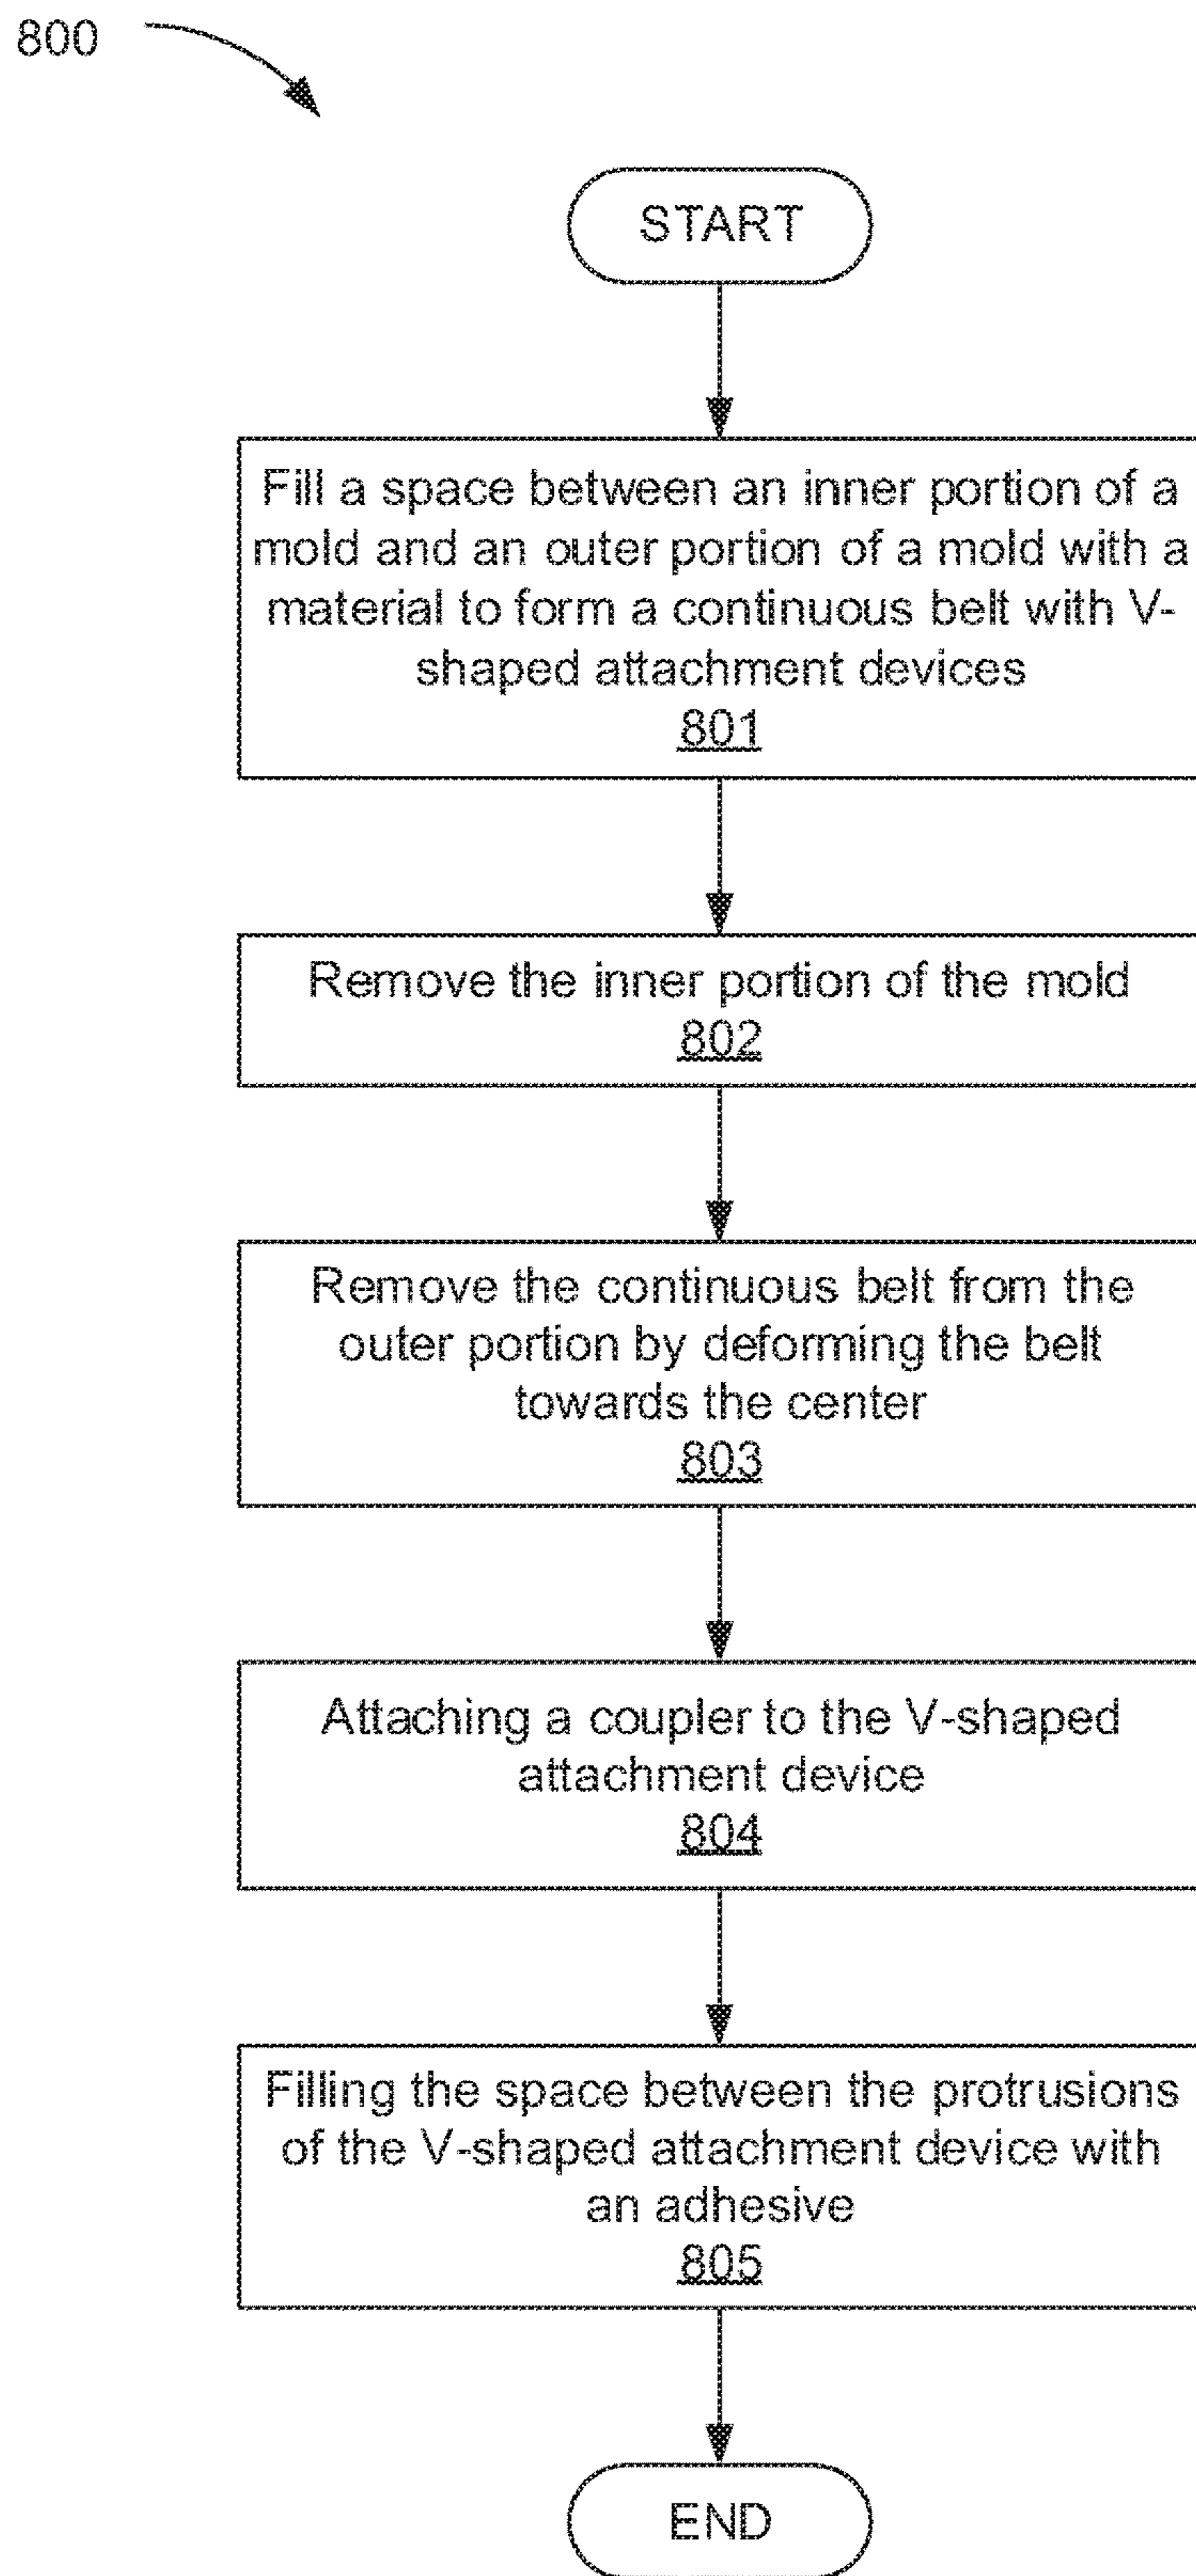 800
START
Fill a space between an inner portion of a
mold and an outer portion of a mold with a
material to form a continuous belt with V-
shaped attachment devices
801
Remove the inner portion of the mold
802
Remove the continuous belt from the
outer portion by deforming the belt
towards the center
803
Attaching a coupler to the V-shaped
attachment device
804
Filling the space between the protrusions
of the V-shaped attachment device with
an adhesive
805
END